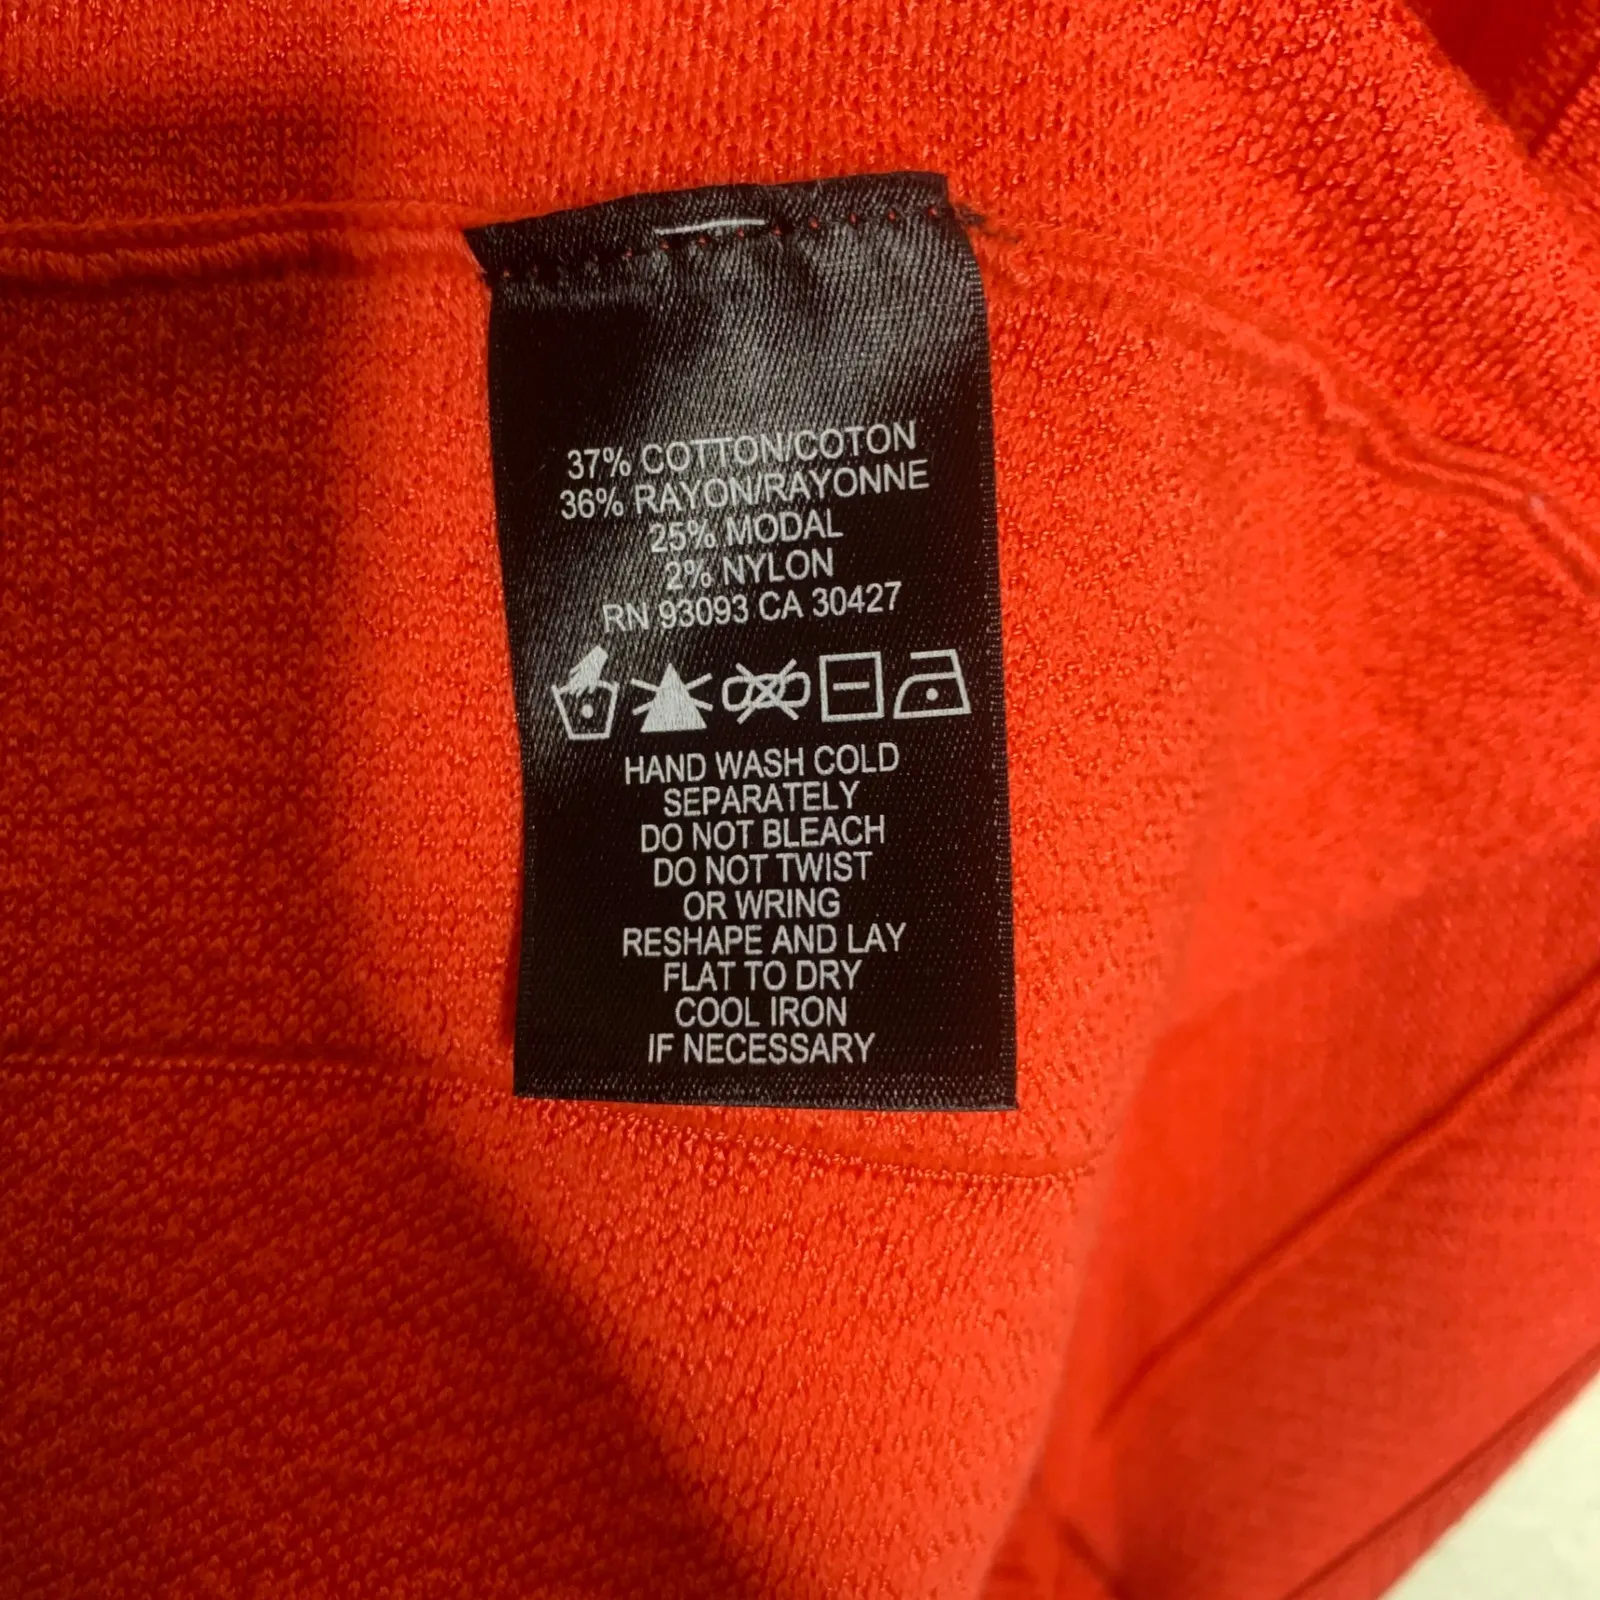 37% COTTON/COTON
36% RAYON/RAYONNE
25% MODAL
2% NYLON
RN 93093 CA 30427
HAND WASH COLD
SEPARATELY
DO NOT BLEACH
DO NOT TWIST
OR WRING
RESHAPE AND LAY
FLAT TO DRY
COOL IRON
IF NECESSARY